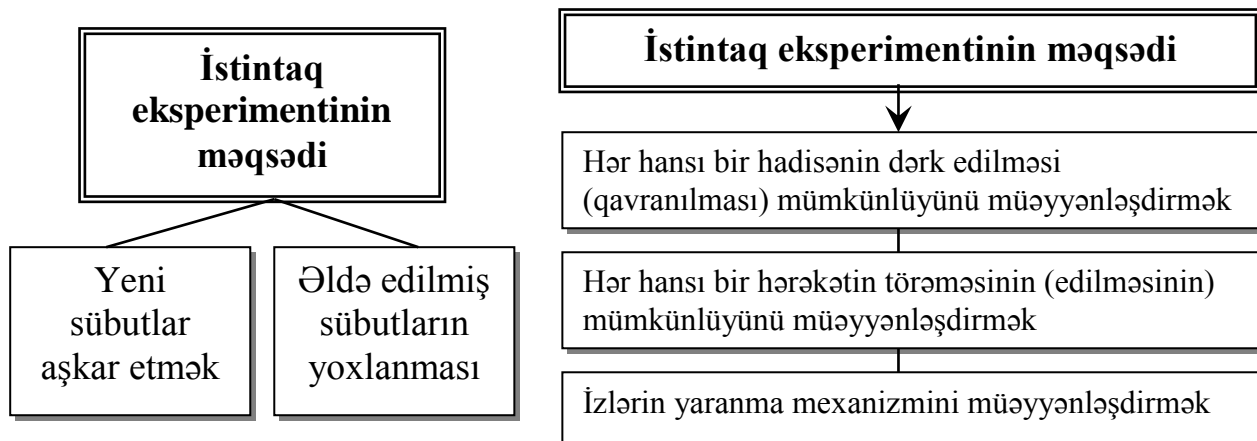 İstintaq
eksperimentinin
məqsədi
Yeni
sübutlar
aşkar etmək
Əldə edilmiş
sübutların
yoxlanması
İstintaq eksperimentinin məqsədi
Hər hansı bir hadisənin dərk edilməsi
(qavranılması) mümkünlüyünü müəyyənləşdirmək
Hər hansı bir hərəkətin törəməsinin (edilməsinin)
mümkünlüyünü müəyyənləşdirmək
İzlərin yaranma mexanizmini müəyyənləşdirmək